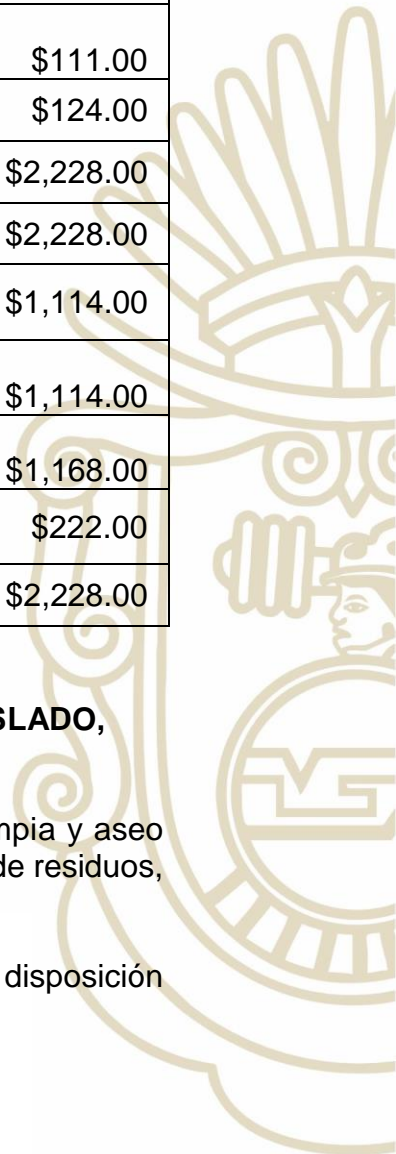 $111.00
$124.00
$2,228.00
$2,228.00
$1,114.00
$1,114.00
$1,168.00
$222.00
$2,228.00
SLADO,
mpia y aseo
de residuos,
disposición